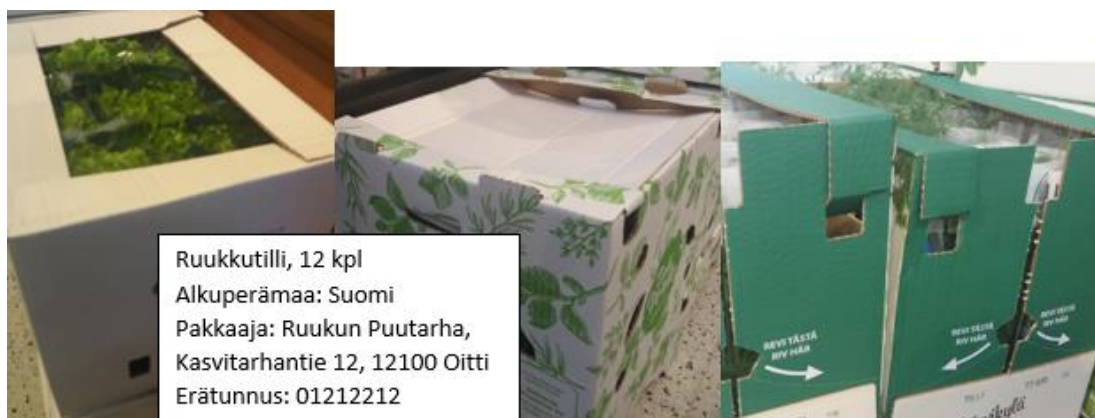 Ruukkutilli, 12 kpl
Alkuperämaa: Suomi
Pakkaaja: Ruukun Puutarha,
Kasvitarhantie 12, 12100 Oitti
Erätunnus: 01212212
REVI TÄSTÄ
RIV HÄR
REVI TÄSTÄ
RIV HÄR
REVI TÄSTÄ
RIV HÄR